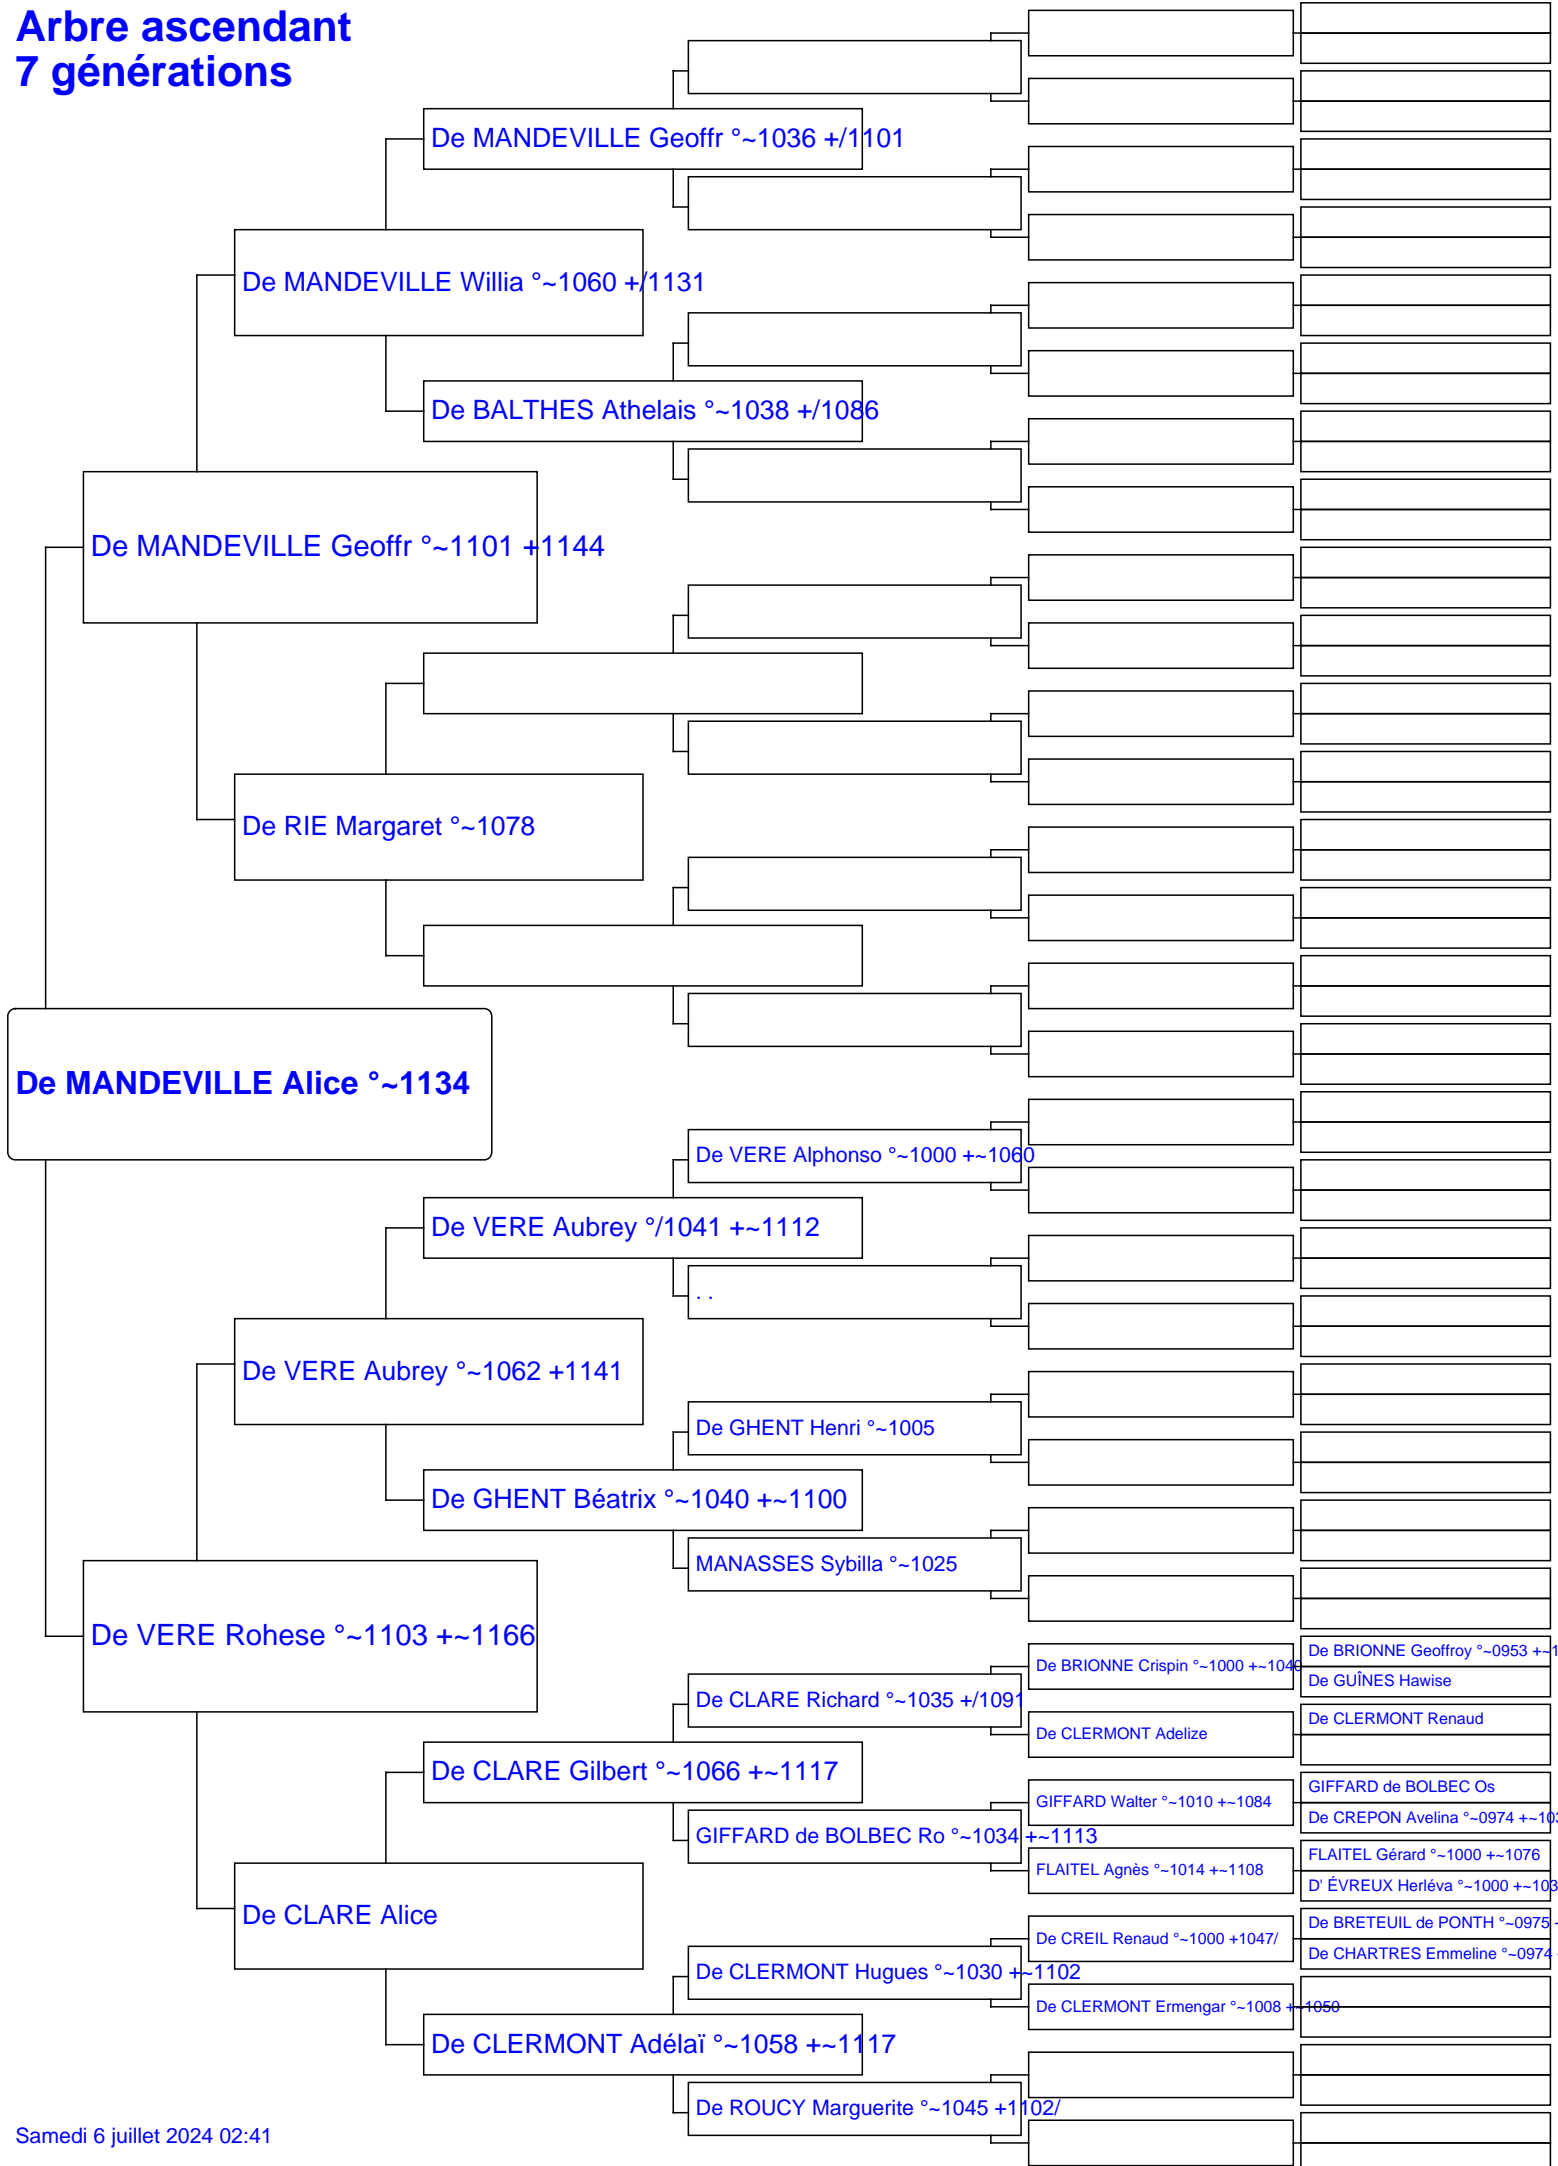 Arbre ascendant
7 générations
De MANDEVILLE Geoffr °~1036 +/1101
De MANDEVILLE Willia °~1060 +/1131
De BALTHES Athelais °~1038 +/1086
De MANDEVILLE Geoffr °~1101 +1144
De RIE Margaret °~1078
De MANDEVILLE Alice °~1134
De VERE Alphonso °~1000 +~1060
De VERE Aubrey °/1041 +~1112
. .
De VERE Aubrey °~1062 +1141
De GHENT Henri °~1005
De GHENT Béatrix °~1040 +~1100
MANASSES Sybilla °~1025
De VERE Rohese °~1103 +~1166
De BRIONNE Geoffroy °~0953 +~1
De BRIONNE Crispin °~1000 +~1040
De GUÎNES Hawise
De CLARE Richard °~1035 +/1091
De CLERMONT Renaud
De CLERMONT Adelize
De CLARE Gilbert °~1066 +~1117
GIFFARD de BOLBEC Os
GIFFARD Walter °~1010 +~1084
De CREPON Avelina °~0974 +~103
GIFFARD de BOLBEC Ro °~1034 +~1113
FLAITEL Gérard °~1000 +~1076
FLAITEL Agnès °~1014 +~1108
D' ÉVREUX Herléva °~1000 +~103
De CLARE Alice
De BRETEUIL de PONTH °~0975 +
De CREIL Renaud °~1000 +1047/
De CHARTRES Emmeline °~0974
De CLERMONT Hugues °~1030 +~1102
De CLERMONT Ermengar °~1008 +~1050
De CLERMONT Adélaï °~1058 +~1117
De ROUCY Marguerite °~1045 +1102/
Samedi 6 juillet 2024 02:41